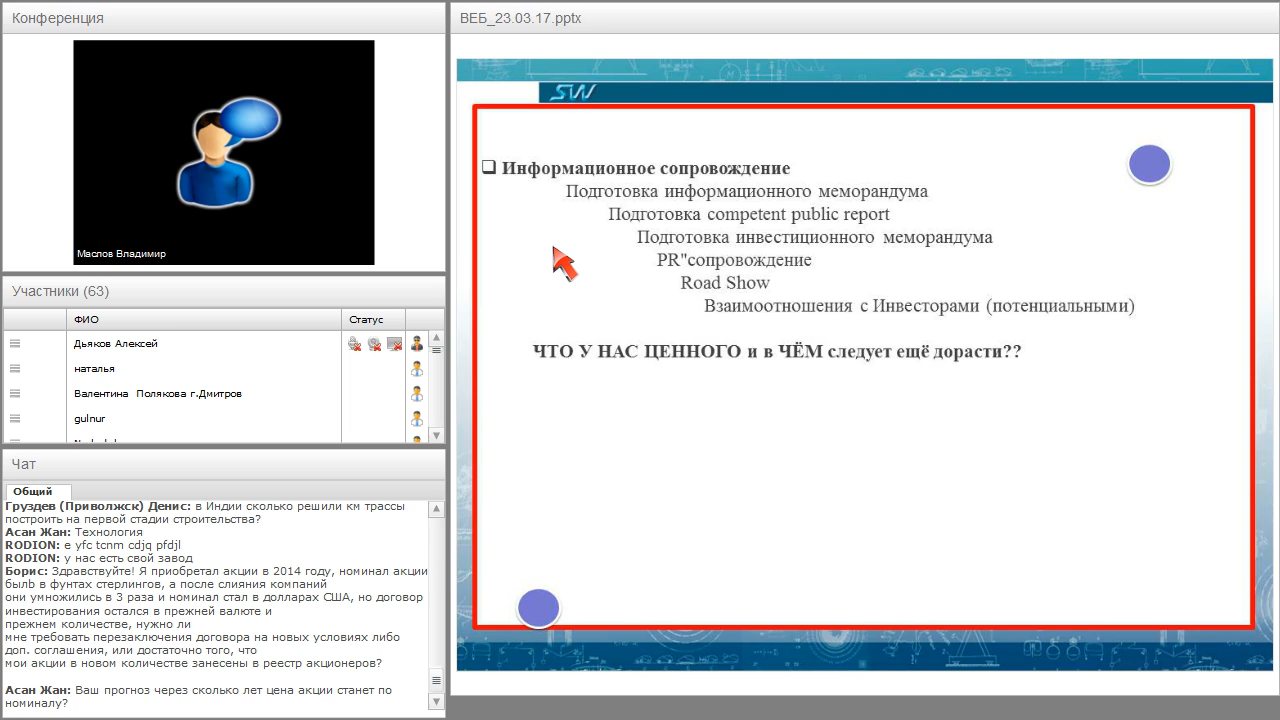 Конференция
Маслов Владимир
Участники (63)
ФИО
Статус
Дьяков Алексей
наталья
Валентина Полякова г.Дмитров
gulnur
Чат
Общий
Груздев (Приволжск) Денис: в Индии сколько решили км трассы
построить на первой стадии строительства?
Асан Жан: Технология
RODION: e yfc tcnm cdjq pfdjl
RODION: у нас есть свой завод
Борис: Здравствуйте! Я приобретал акции в 2014 году, номинал акции
былb в фунтах стерлингов, а после слияния компаний
они умножились в 3 раза и номинал стал в долларах США, но договор
инвестирования остался в прежней валюте и
прежнем количестве, нужно ли
мне требовать перезаключения договора на новых условиях либо
доп. соглашения, или достаточно того, что
мои акции в новом количестве занесены в реестр акционеров?
Асан Жан: Ваш прогноз через сколько лет цена акции станет по
номиналу?
ВЕБ_23.03.17.pptx
SW
Информационное сопровождение
Подготовка информационного меморандума
Подготовка competent public report
Подготовка инвестиционного меморандума
PR"сопровождение
Road Show
Взаимоотношения с Инвесторами (потенциальными)
ЧТО У НАС ЦЕННОГО и в ЧЁМ следует ещё дорасти??